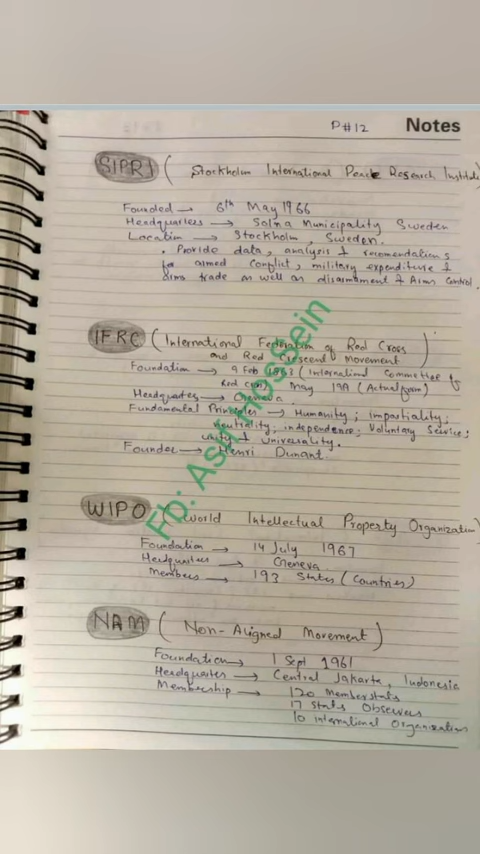 P#12 Notes
SIPRI ( Stockholm International Peace Research Institute
Founded → 6th May 1966
Headquarters → Solna Municipality Sweden
Location → Stockholm, Sweden.
. Provide data, analysis & recomendations
for armed conflict, military expenditure &
Arms trade as well as disarmament & Arms Control.
IFRC ( International Federation of Red Cross
and Red Crescent Movement )
Foundation → 9 Feb 1863 ( International Committee of
Red May (Actual form)
Headquarters → Geneva
Fundamental Principles → Humanity ; impartiality ;
neutrality ; independence ; Voluntary Service ;
unity & Universality.
Founder → Henri Dunant.
WIPO ( World Intellectual Property Organization)
Foundation → 14 July 1967
Headquarters → Geneva
Members → 193 States ( Countries)
NAM ( Non-Aligned Movement )
Foundation → 1 Sept 1961
Headquarter → Central Jakarta, Indonesia
Membership → 120 Memberstats
17 States Observers
10 International Organizations
Fb: Asif Hussein